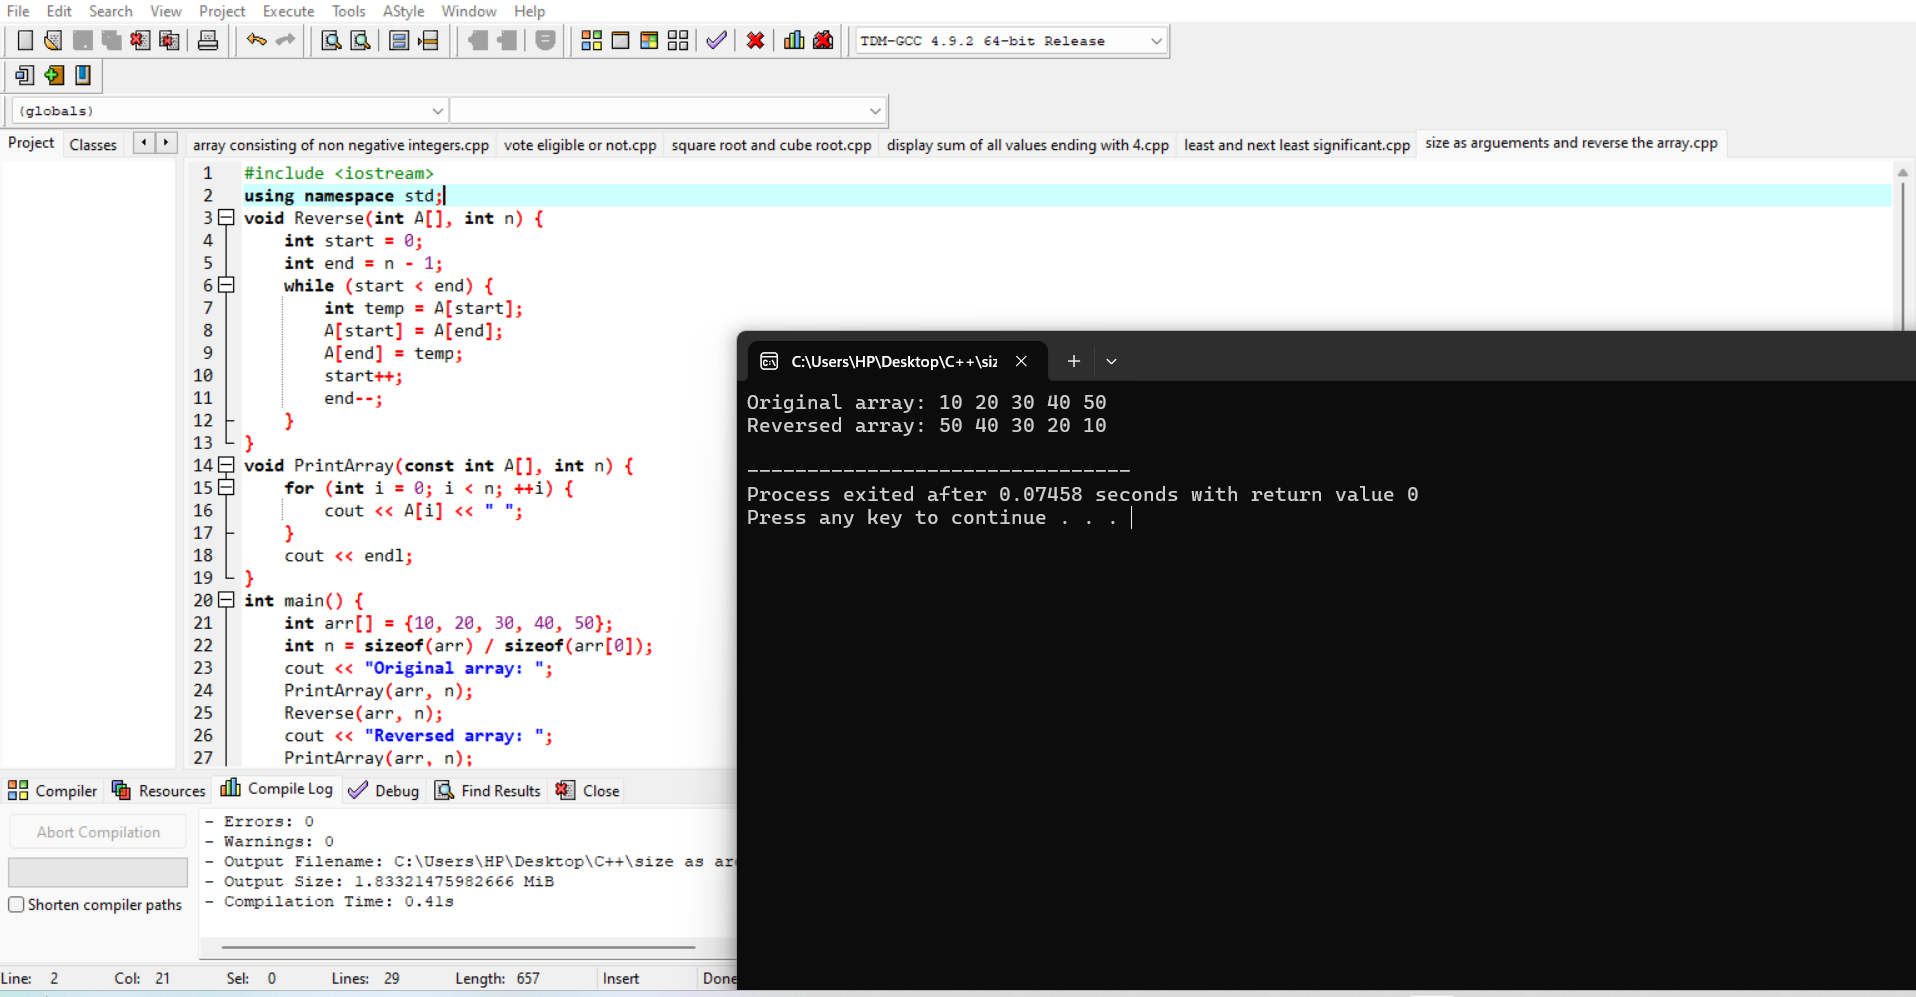 File Edit Search View Project Execute Tools AStyle Window Help
TDM-GCC 4.9.2 64-bit Release
(globals)
Project Classes
array consisting of non negative integers.cpp vote eligible or not.cpp square root and cube root.cpp display sum of all values ending with 4.cpp least and next least significant.cpp size as arguements and reverse the array.cpp
1 #include <iostream>
2 using namespace std;
3 void Reverse(int A[], int n) {
4 int start = 0;
5 int end = n - 1;
6 while (start < end) {
7 int temp = A[start];
8 A[start] = A[end];
9 A[end] = temp;
10 start++;
11 end--;
12 }
13 }
14 void PrintArray(const int A[], int n) {
15 for (int i = 0; i < n; ++i) {
16 cout << A[i] << " ";
17 }
18 cout << endl;
19 }
20 int main() {
21 int arr[] = {10, 20, 30, 40, 50};
22 int n = sizeof(arr) / sizeof(arr[0]);
23 cout << "Original array: ";
24 PrintArray(arr, n);
25 Reverse(arr, n);
26 cout << "Reversed array: ";
27 PrintArray(arr, n);
C:\Users\HP\Desktop\C++\siz
Original array: 10 20 30 40 50
Reversed array: 50 40 30 20 10
--------------------------------
Process exited after 0.07458 seconds with return value 0
Press any key to continue . . .
Compiler Resources Compile Log Debug Find Results Close
Abort Compilation
Shorten compiler paths
- Errors: 0
- Warnings: 0
- Output Filename: C:\Users\HP\Desktop\C++\size as ar
- Output Size: 1.83321475982666 MiB
- Compilation Time: 0.41s
Line: 2 Col: 21 Sel: 0 Lines: 29 Length: 657 Insert Done